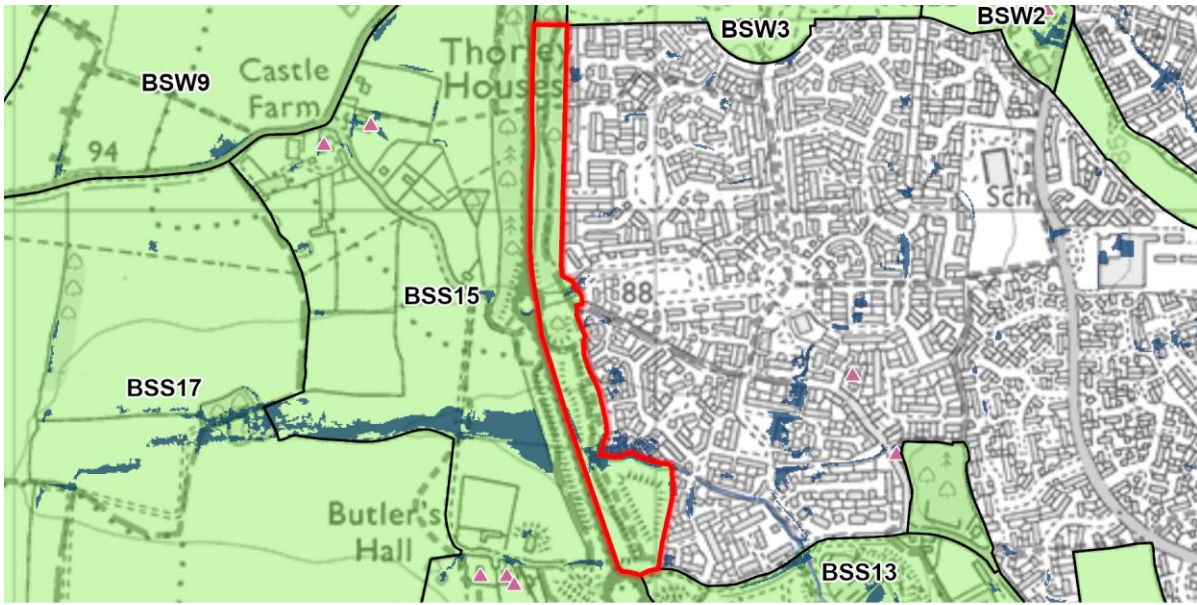 BSW2
BSW3
Thorley
Houses
BSW9
Castle
Farm
94
Sch
BSS15
88
BSS17
Butler's
Hall
BSS13